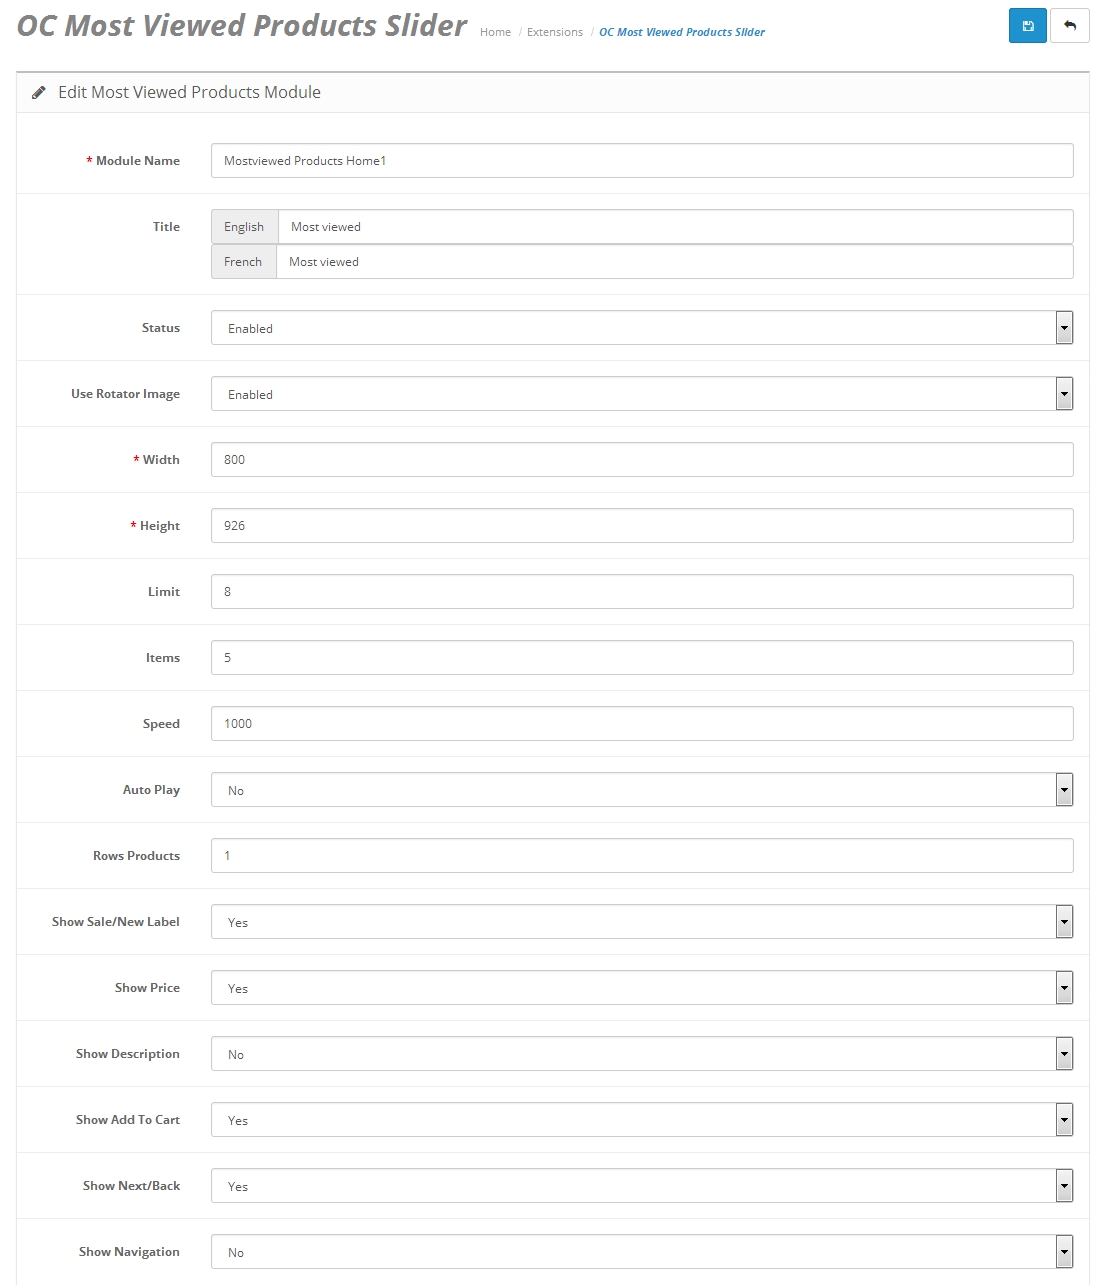 OC Most Viewed Products Slider Home / Extensions / OC Most Viewed Products Slider
Edit Most Viewed Products Module
* Module Name Mostviewed Products Home1
Title English Most viewed
French Most viewed
Status Enabled
Use Rotator Image Enabled
* Width 800
* Height 926
Limit 8
Items 5
Speed 1000
Auto Play No
Rows Products 1
Show Sale/New Label Yes
Show Price Yes
Show Description No
Show Add To Cart Yes
Show Next/Back Yes
Show Navigation No